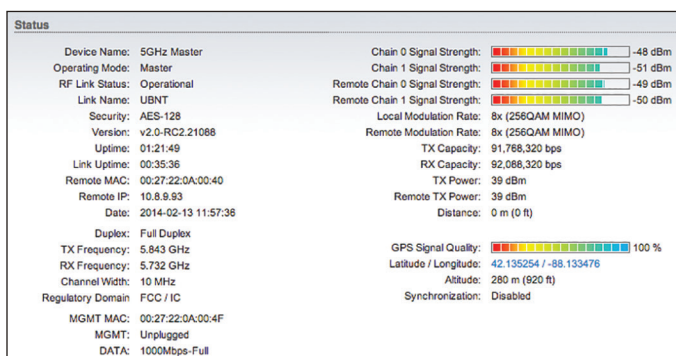 Status
Device Name: 5GHz Master
Operating Mode: Master
RF Link Status: Operational
Link Name: UBNT
Security: AES-128
Version: v2.0-RC2.21088
Uptime: 01:21:49
Link Uptime: 00:35:36
Remote MAC: 00:27:22:0A:00:40
Remote IP: 10.8.9.93
Date: 2014-02-13 11:57:36
Duplex: Full Duplex
TX Frequency: 5.843 GHz
RX Frequency: 5.732 GHz
Channel Width: 10 MHz
Regulatory Domain FCC / IC
MGMT MAC: 00:27:22:0A:00:4F
MGMT: Unplugged
DATA: 1000Mbps-Full
Chain 0 Signal Strength: -48 dBm
Chain 1 Signal Strength: -51 dBm
Remote Chain 0 Signal Strength: -49 dBm
Remote Chain 1 Signal Strength: -50 dBm
Local Modulation Rate: 8x (256QAM MIMO)
Remote Modulation Rate: 8x (256QAM MIMO)
TX Capacity: 91,768,320 bps
RX Capacity: 92,088,320 bps
TX Power: 39 dBm
Remote TX Power: 39 dBm
Distance: 0 m (0 ft)
GPS Signal Quality: 100 %
Latitude / Longitude: 42.135254 / -88.133476
Altitude: 280 m (920 ft)
Synchronization: Disabled